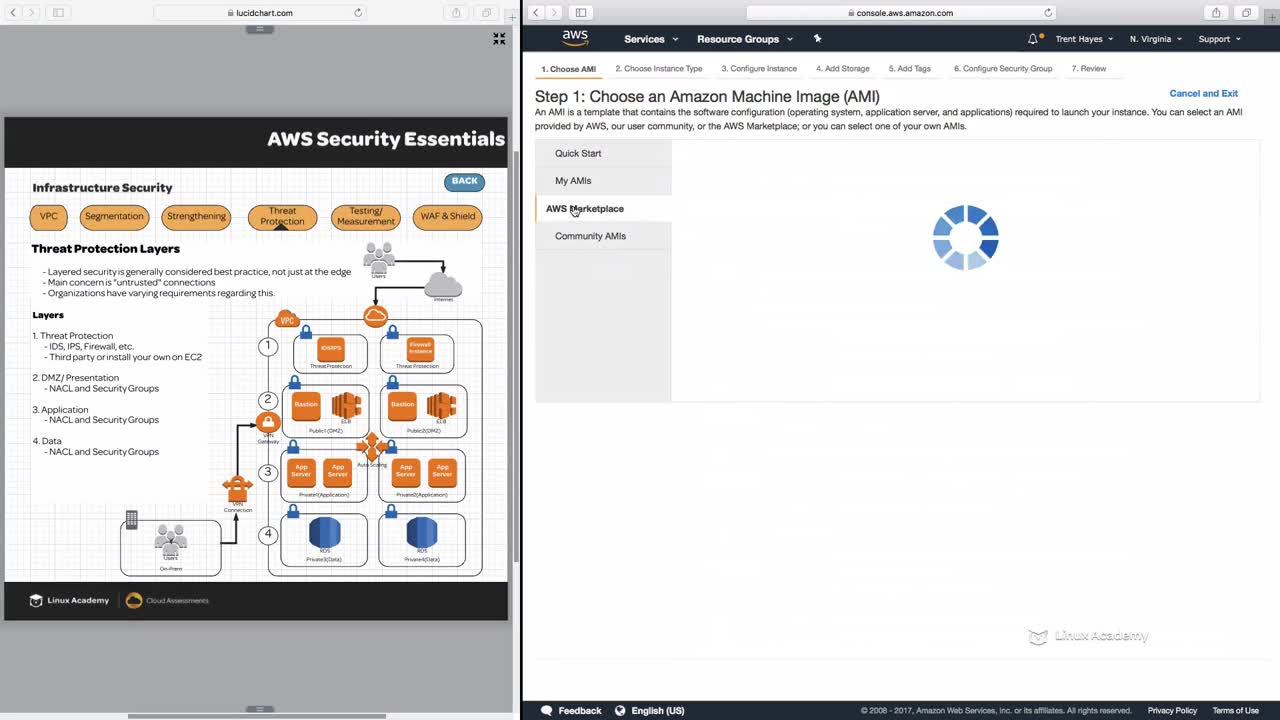 lucidchart.com
AWS Security Essentials
Infrastructure Security
BACK
VPC
Segmentation
Strengthening
Threat
Protection
Testing/
Measurement
WAF & Shield
Threat Protection Layers
- Layered security is generally considered best practice, not just at the edge
- Main concern is "untrusted" connections
- Organizations have varying requirements regarding this.
Layers
1. Threat Protection
- IDS, IPS, Firewall, etc.
- Third party or install your own on EC2
2. DMZ/ Presentation
- NACL and Security Groups
3. Application
- NACL and Security Groups
4. Data
- NACL and Security Groups
Users
Internet
VPC
1
IDS/IPS
Threat Protection
Firewall
Instance
Threat Protection
2
Bastion
ELB
Public1 (DMZ)
Bastion
ELB
Public2(DMZ)
VPN
Gateway
Auto Scaling
3
App
Server
App
Server
Private1(Application)
App
Server
App
Server
Private2(Application)
VPN
Connection
4
RDS
Private3(Data)
RDS
Private4(Data)
Users
On-Prem
Linux Academy
Cloud Assessments
console.aws.amazon.com
aws
Services
Resource Groups
Trent Hayes
N. Virginia
Support
1. Choose AMI
2. Choose Instance Type
3. Configure Instance
4. Add Storage
5. Add Tags
6. Configure Security Group
7. Review
Step 1: Choose an Amazon Machine Image (AMI)
Cancel and Exit
An AMI is a template that contains the software configuration (operating system, application server, and applications) required to launch your instance. You can select an AMI
provided by AWS, our user community, or the AWS Marketplace; or you can select one of your own AMIs.
Quick Start
My AMIs
AWS Marketplace
Community AMIs
Linux Academy
Feedback
English (US)
© 2008 - 2017, Amazon Web Services, Inc. or its affiliates. All rights reserved.
Privacy Policy
Terms of Use